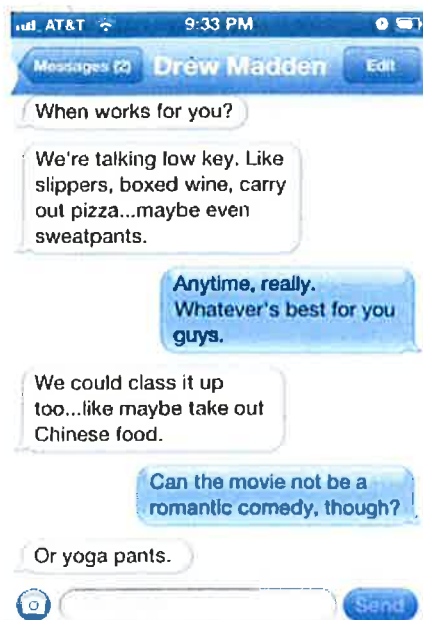 AT&T 9:33 PM
Messages (2) Drew Madden Edit
When works for you?
We're talking low key. Like
slippers, boxed wine, carry
out pizza...maybe even
sweatpants.
Anytime, really.
Whatever's best for you
guys.
We could class it up
too...like maybe take out
Chinese food.
Can the movie not be a
romantic comedy, though?
Or yoga pants.
Send